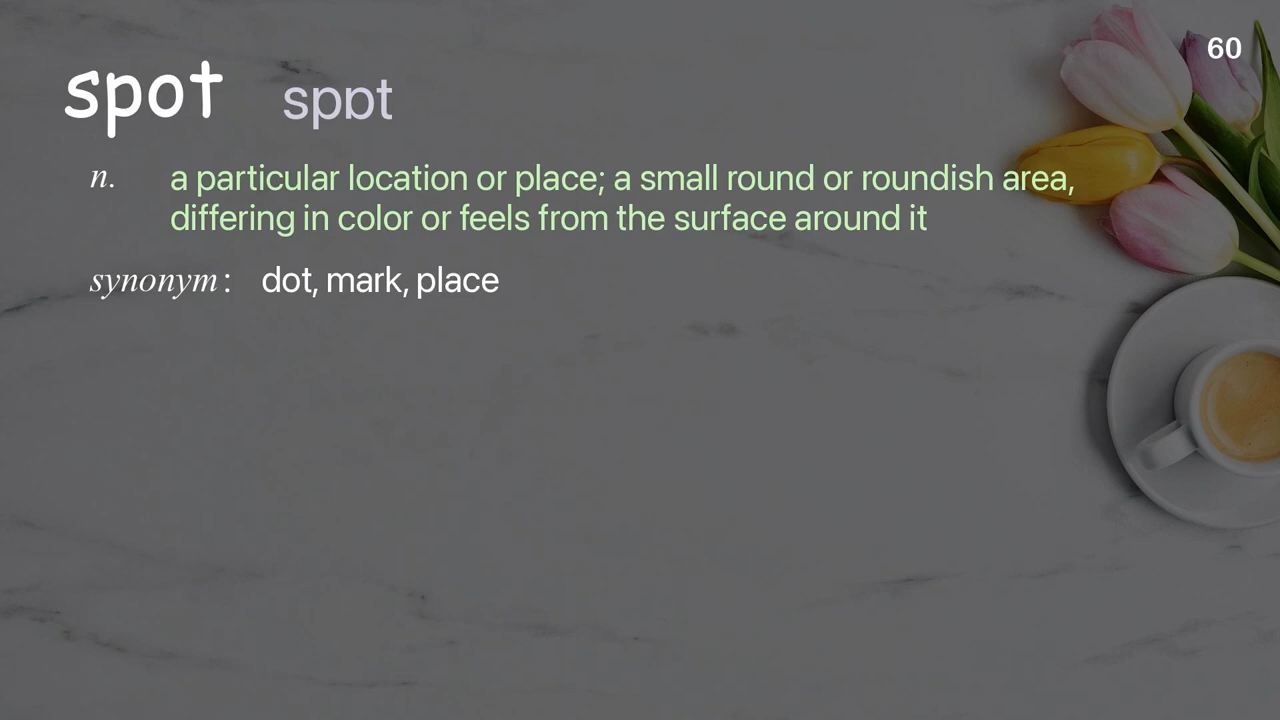 60
spot spɒt
n. a particular location or place; a small round or roundish area,
differing in color or feels from the surface around it
synonym: dot, mark, place